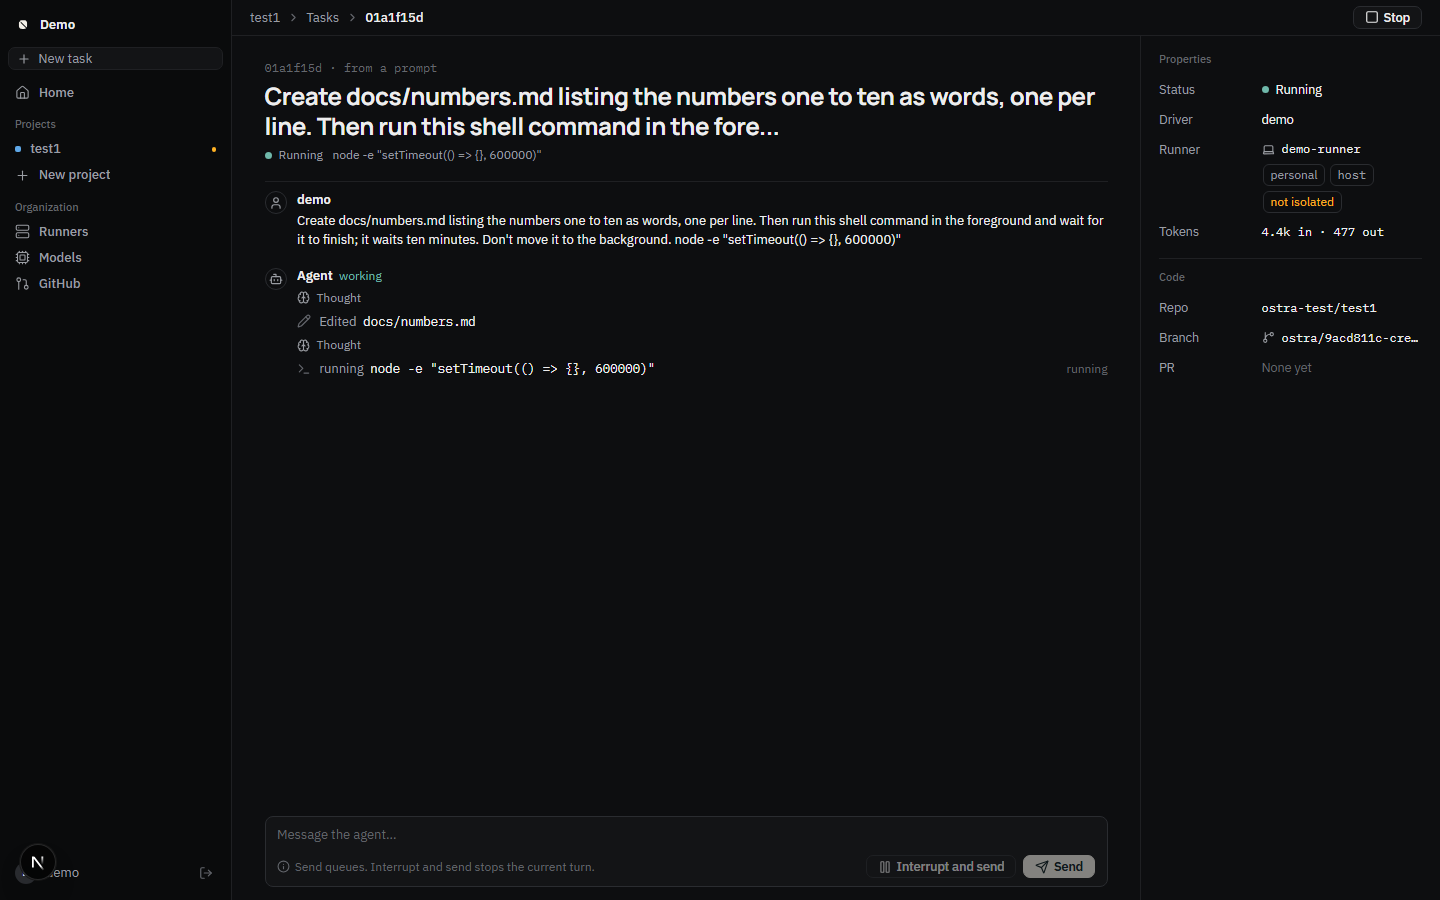 Demo
New task
Home
Projects
test1
New project
Organization
Runners
Models
GitHub
test1 > Tasks > 01a1f15d
Stop
01a1f15d · from a prompt
Create docs/numbers.md listing the numbers one to ten as words, one per
line. Then run this shell command in the fore...
Running node -e "setTimeout(() => {}, 600000)"
demo
Create docs/numbers.md listing the numbers one to ten as words, one per line. Then run this shell command in the foreground and wait for
it to finish; it waits ten minutes. Don't move it to the background. node -e "setTimeout(() => {}, 600000)"
Agent working
Thought
Edited docs/numbers.md
Thought
running node -e "setTimeout(() => {}, 600000)" running
Message the agent...
Send queues. Interrupt and send stops the current turn.
Interrupt and send
Send
Properties
Status Running
Driver demo
Runner demo-runner
personal host
not isolated
Tokens 4.4k in · 477 out
Code
Repo ostra-test/test1
Branch ostra/9acd811c-cre…
PR None yet
N